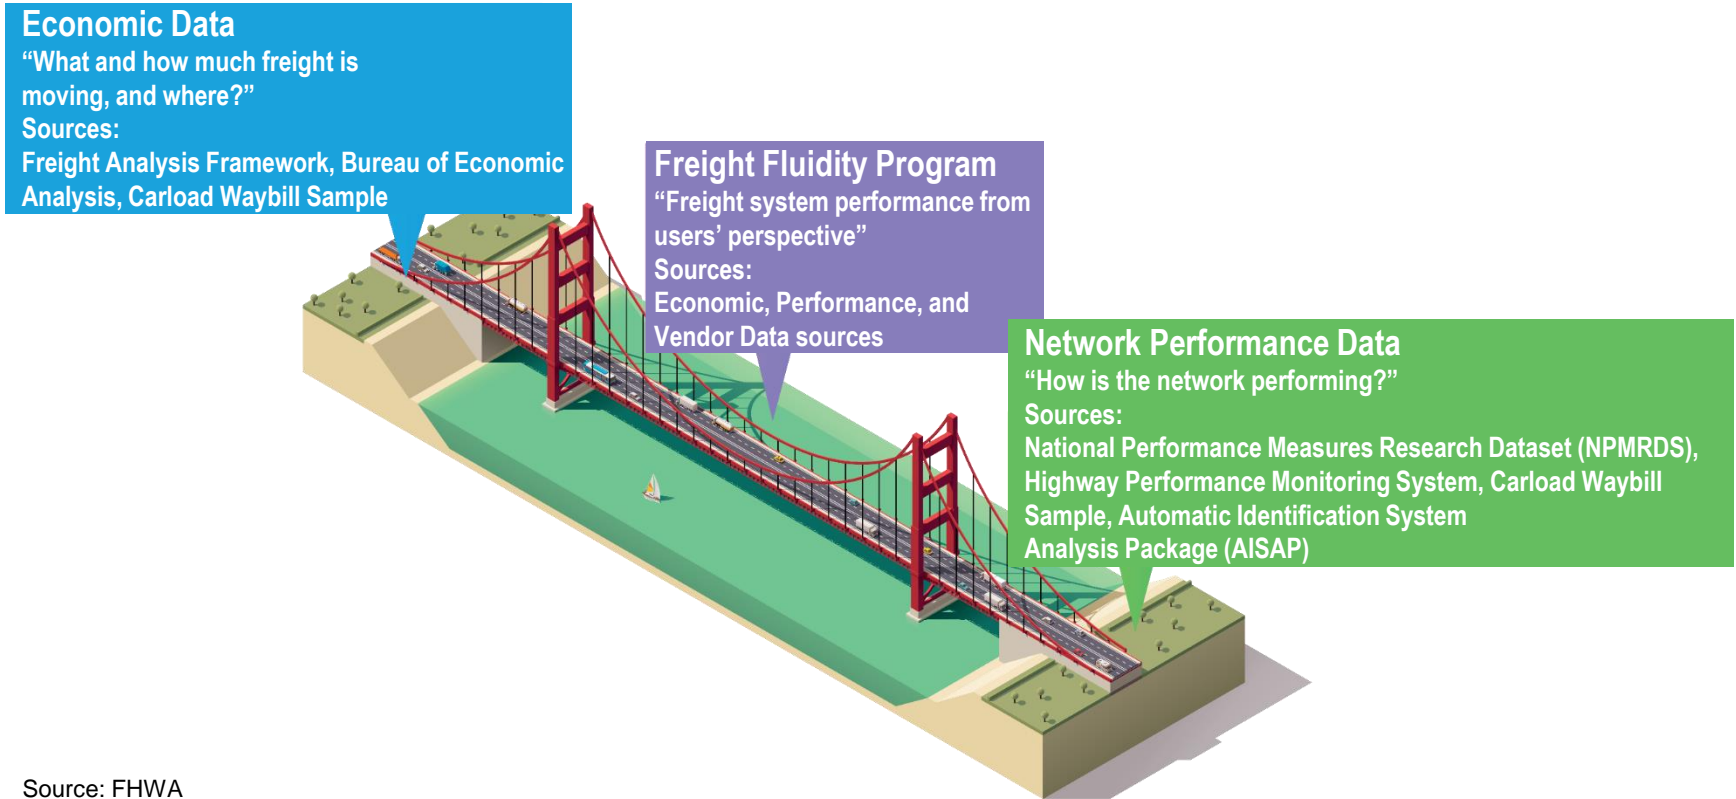 Economic Data
“What and how much freight is
moving, and where?”
Sources:
Freight Analysis Framework, Bureau of Economic
Analysis, Carload Waybill Sample
Freight Fluidity Program
“Freight system performance from
users’ perspective”
Sources:
Economic, Performance, and
Vendor Data sources
Network Performance Data
“How is the network performing?”
Sources:
National Performance Measures Research Dataset (NPMRDS),
Highway Performance Monitoring System, Carload Waybill
Sample, Automatic Identification System
Analysis Package (AISAP)
Source: FHWA